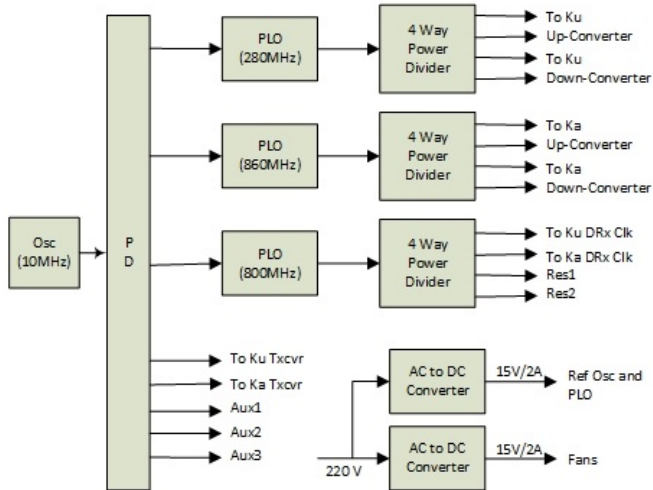 PLO
(280MHz)
4 Way
Power
Divider
To Ku
Up-Converter
To Ku
Down-Converter
PLO
(860MHz)
4 Way
Power
Divider
To Ka
Up-Converter
To Ka
Down-Converter
Osc
(10MHz)
P
D
PLO
(800MHz)
4 Way
Power
Divider
To Ku DRx Clk
To Ka DRx Clk
Res1
Res2
To Ku Txcvr
To Ka Txcvr
Aux1
Aux2
Aux3
220 V
AC to DC
Converter
15V/2A
Ref Osc and
PLO
AC to DC
Converter
15V/2A
Fans